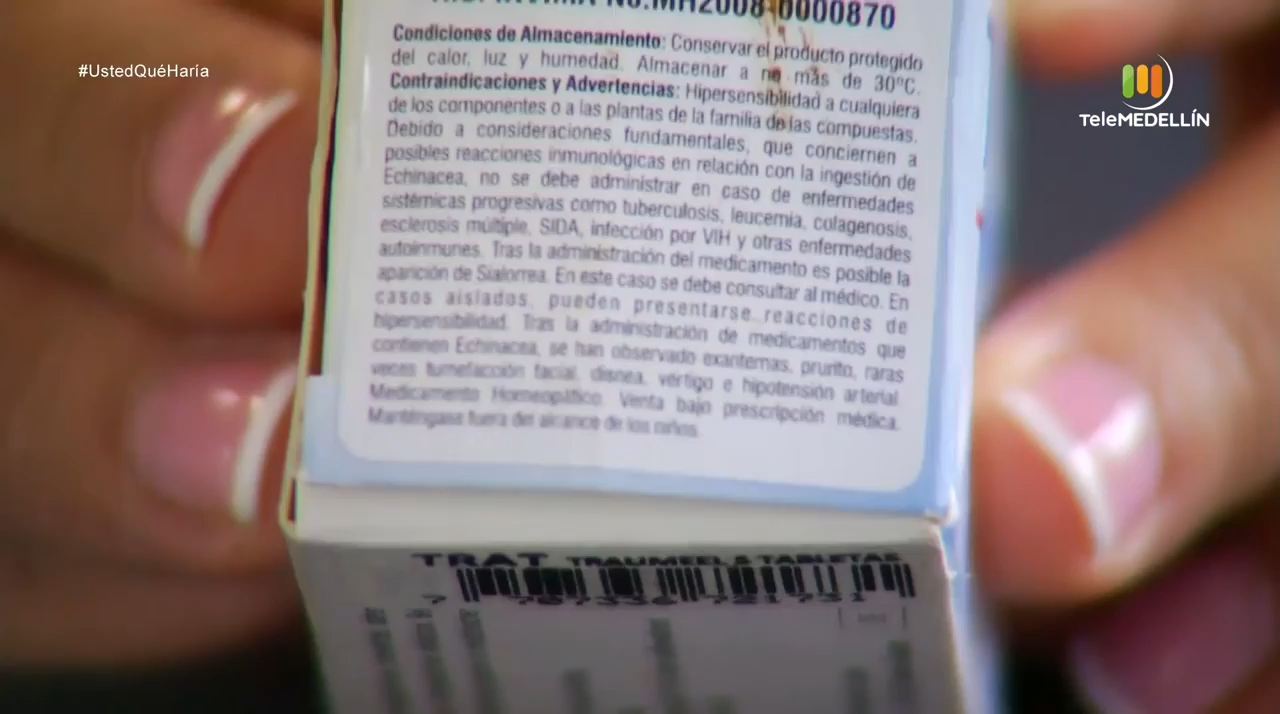 No.MH2008-0000870
#UstedQuéHaría
TeleMEDELLÍN
Condiciones de Almacenamiento: Conservar el producto protegido
del calor, luz y humedad. Almacenar a no más de 30ºC.
Contraindicaciones y Advertencias: Hipersensibilidad a cualquiera
de los componentes o a las plantas de la familia de las compuestas.
Debido a consideraciones fundamentales, que conciernen a
posibles reacciones inmunológicas en relación con la ingestión de
Echinacea, no se debe administrar en caso de enfermedades
sistémicas progresivas como tuberculosis, leucemia, colagenosis,
esclerosis múltiple, SIDA, infección por VIH y otras enfermedades
autoinmunes. Tras la administración del medicamento es posible la
aparición de Sialorrea. En este caso se debe consultar al médico. En
casos aislados, pueden presentarse reacciones de
hipersensibilidad. Tras la administración de medicamentos que
contienen Echinacea, se han observado exantemas, prurito, raras
veces tumefacción facial, disnea, vértigo e hipotensión arterial
Medicamento Homeopático. Venta bajo prescripción médica.
Manténgase fuera del alcance de los niños.
TRAT TRAUMEEL S TABLETAS